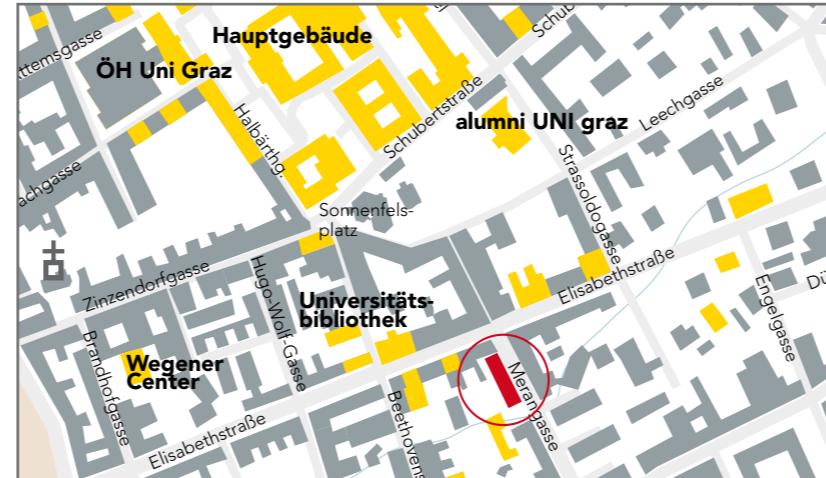 Hauptgebäude
ÖH Uni Graz
Halbärthg.
Schubertstraße
alumni UNI graz
Leechgasse
Strassoldogasse
Sonnenfels-
platz
Zinzendorfgasse
Hugo-Wolf-Gasse
Universitäts-
bibliothek
Elisabethstraße
Engelgasse
Brandhofgasse
Wegener
Center
Merangasse
Elisabethstraße
Beethovens